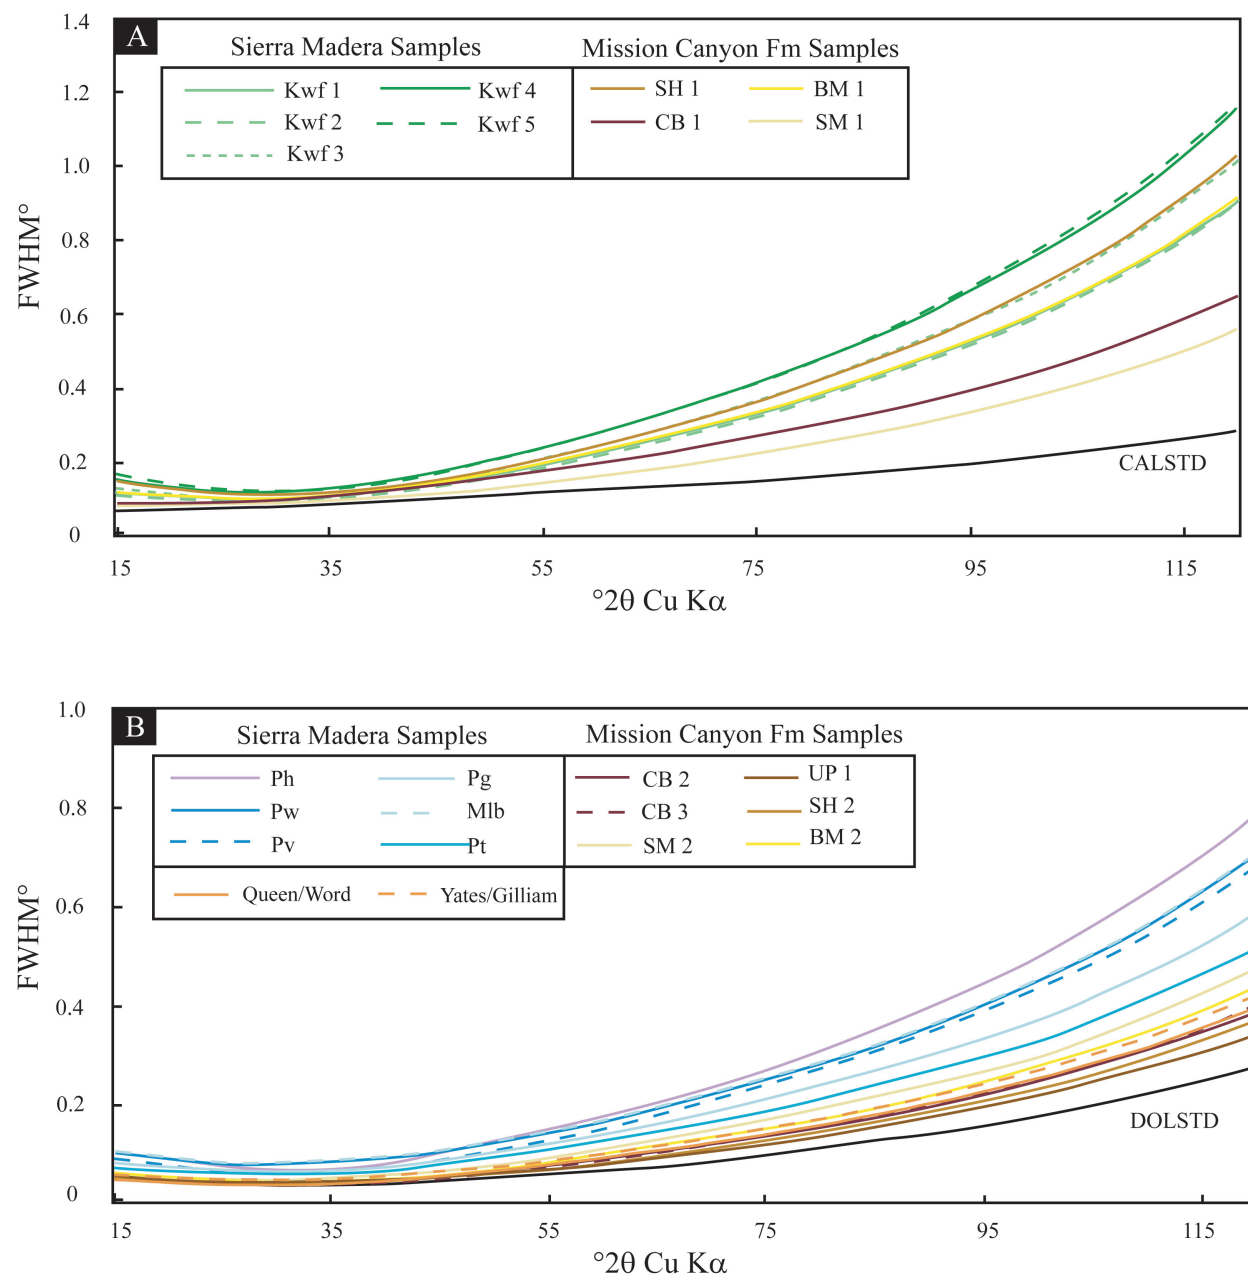 A
Sierra Madera Samples Mission Canyon Fm Samples
Kwf 1 Kwf 4 SH 1 BM 1
Kwf 2 Kwf 5 CB 1 SM 1
Kwf 3
1.4
1.2
1.0
0.8
0.6
0.4
0.2
0
FWHM°
CALSTD
15 35 55 75 95 115
°2θ Cu Kα
B
Sierra Madera Samples Mission Canyon Fm Samples
Ph Pg CB 2 UP 1
Pw Mlb CB 3 SH 2
Pv Pt SM 2 BM 2
Queen/Word Yates/Gilliam
1.0
0.8
0.6
0.4
0.2
0
FWHM°
DOLSTD
15 35 55 75 95 115
°2θ Cu Kα